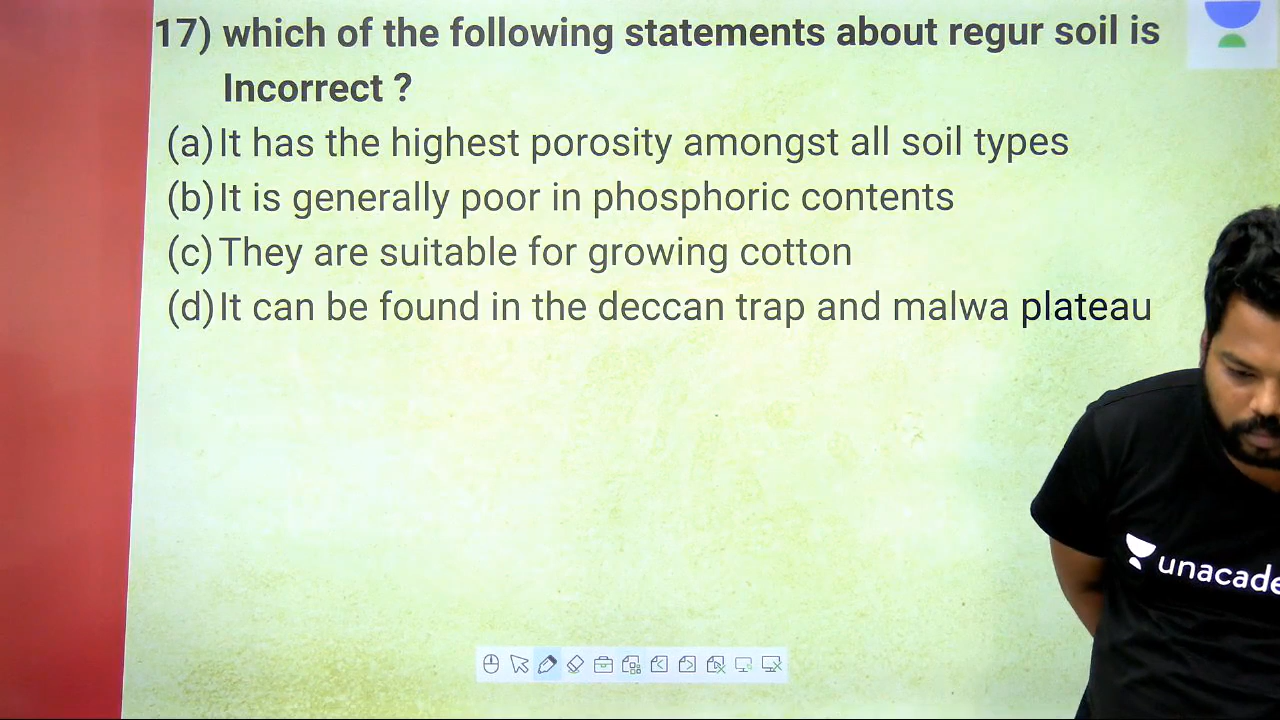 17) which of the following statements about regur soil is
Incorrect ?
(a) It has the highest porosity amongst all soil types
(b) It is generally poor in phosphoric contents
(c) They are suitable for growing cotton
(d) It can be found in the deccan trap and malwa plateau
unacade